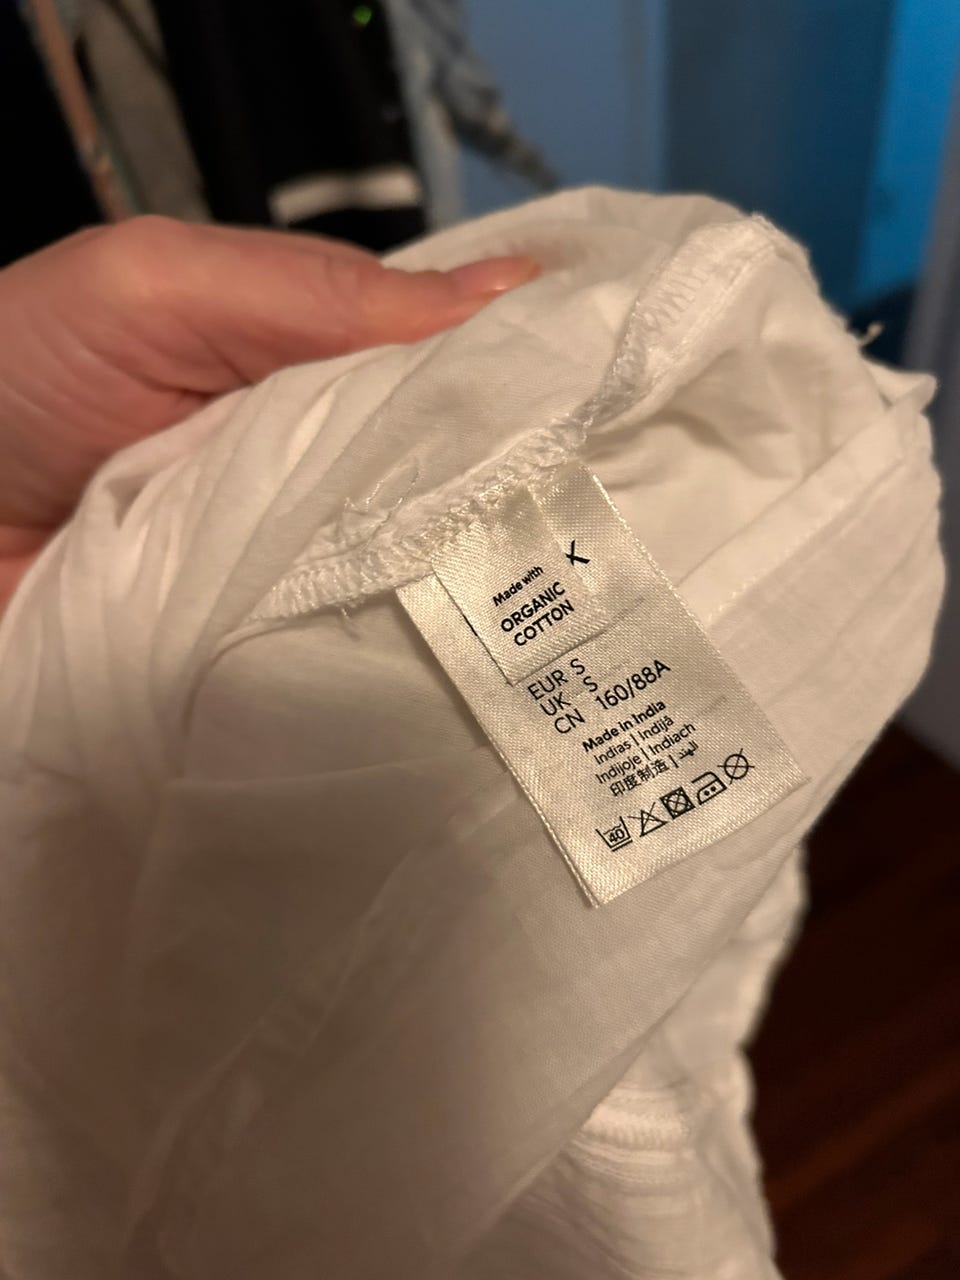 K
Made with
ORGANIC
COTTON
EUR S
UK S
CN 160/88A
Made in India
Indias | Indijā
Indijoje | Indiach
印度制造 | الهند
40